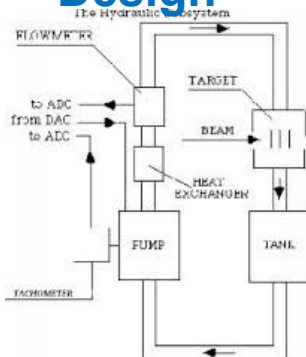 Design
The Hydraulic Subsystem
FLOWMETER
TARGET
to ADC
from DAC
to ADC
BEAM
HEAT
EXCHANGER
PUMP
TANK
TACHOMETER